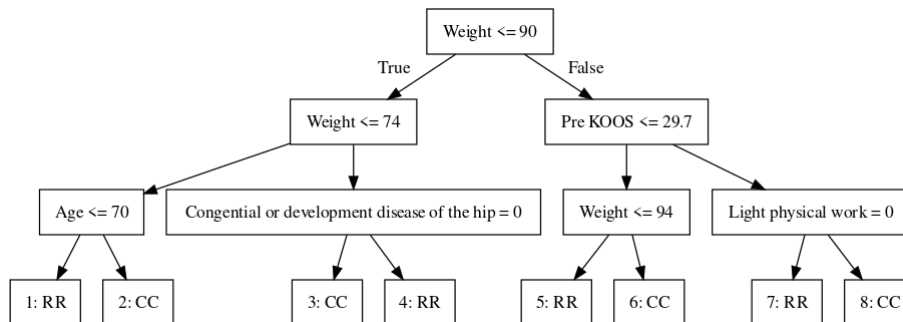 Weight <= 90
True
False
Weight <= 74
Pre KOOS <= 29.7
Age <= 70
Congential or development disease of the hip = 0
Weight <= 94
Light physical work = 0
1: RR
2: CC
3: CC
4: RR
5: RR
6: CC
7: RR
8: CC